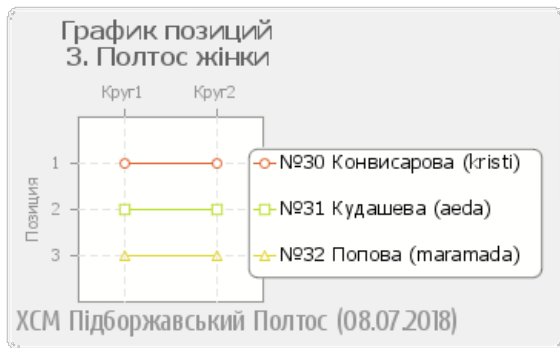 График позиций
3. Полтос жінки
Круг1 Круг2
Позиция
1
2
3
№30 Конвисарова (kristi)
№31 Кудашева (aeda)
№32 Попова (maramada)
ХСМ Підборжавський Полтос (08.07.2018)